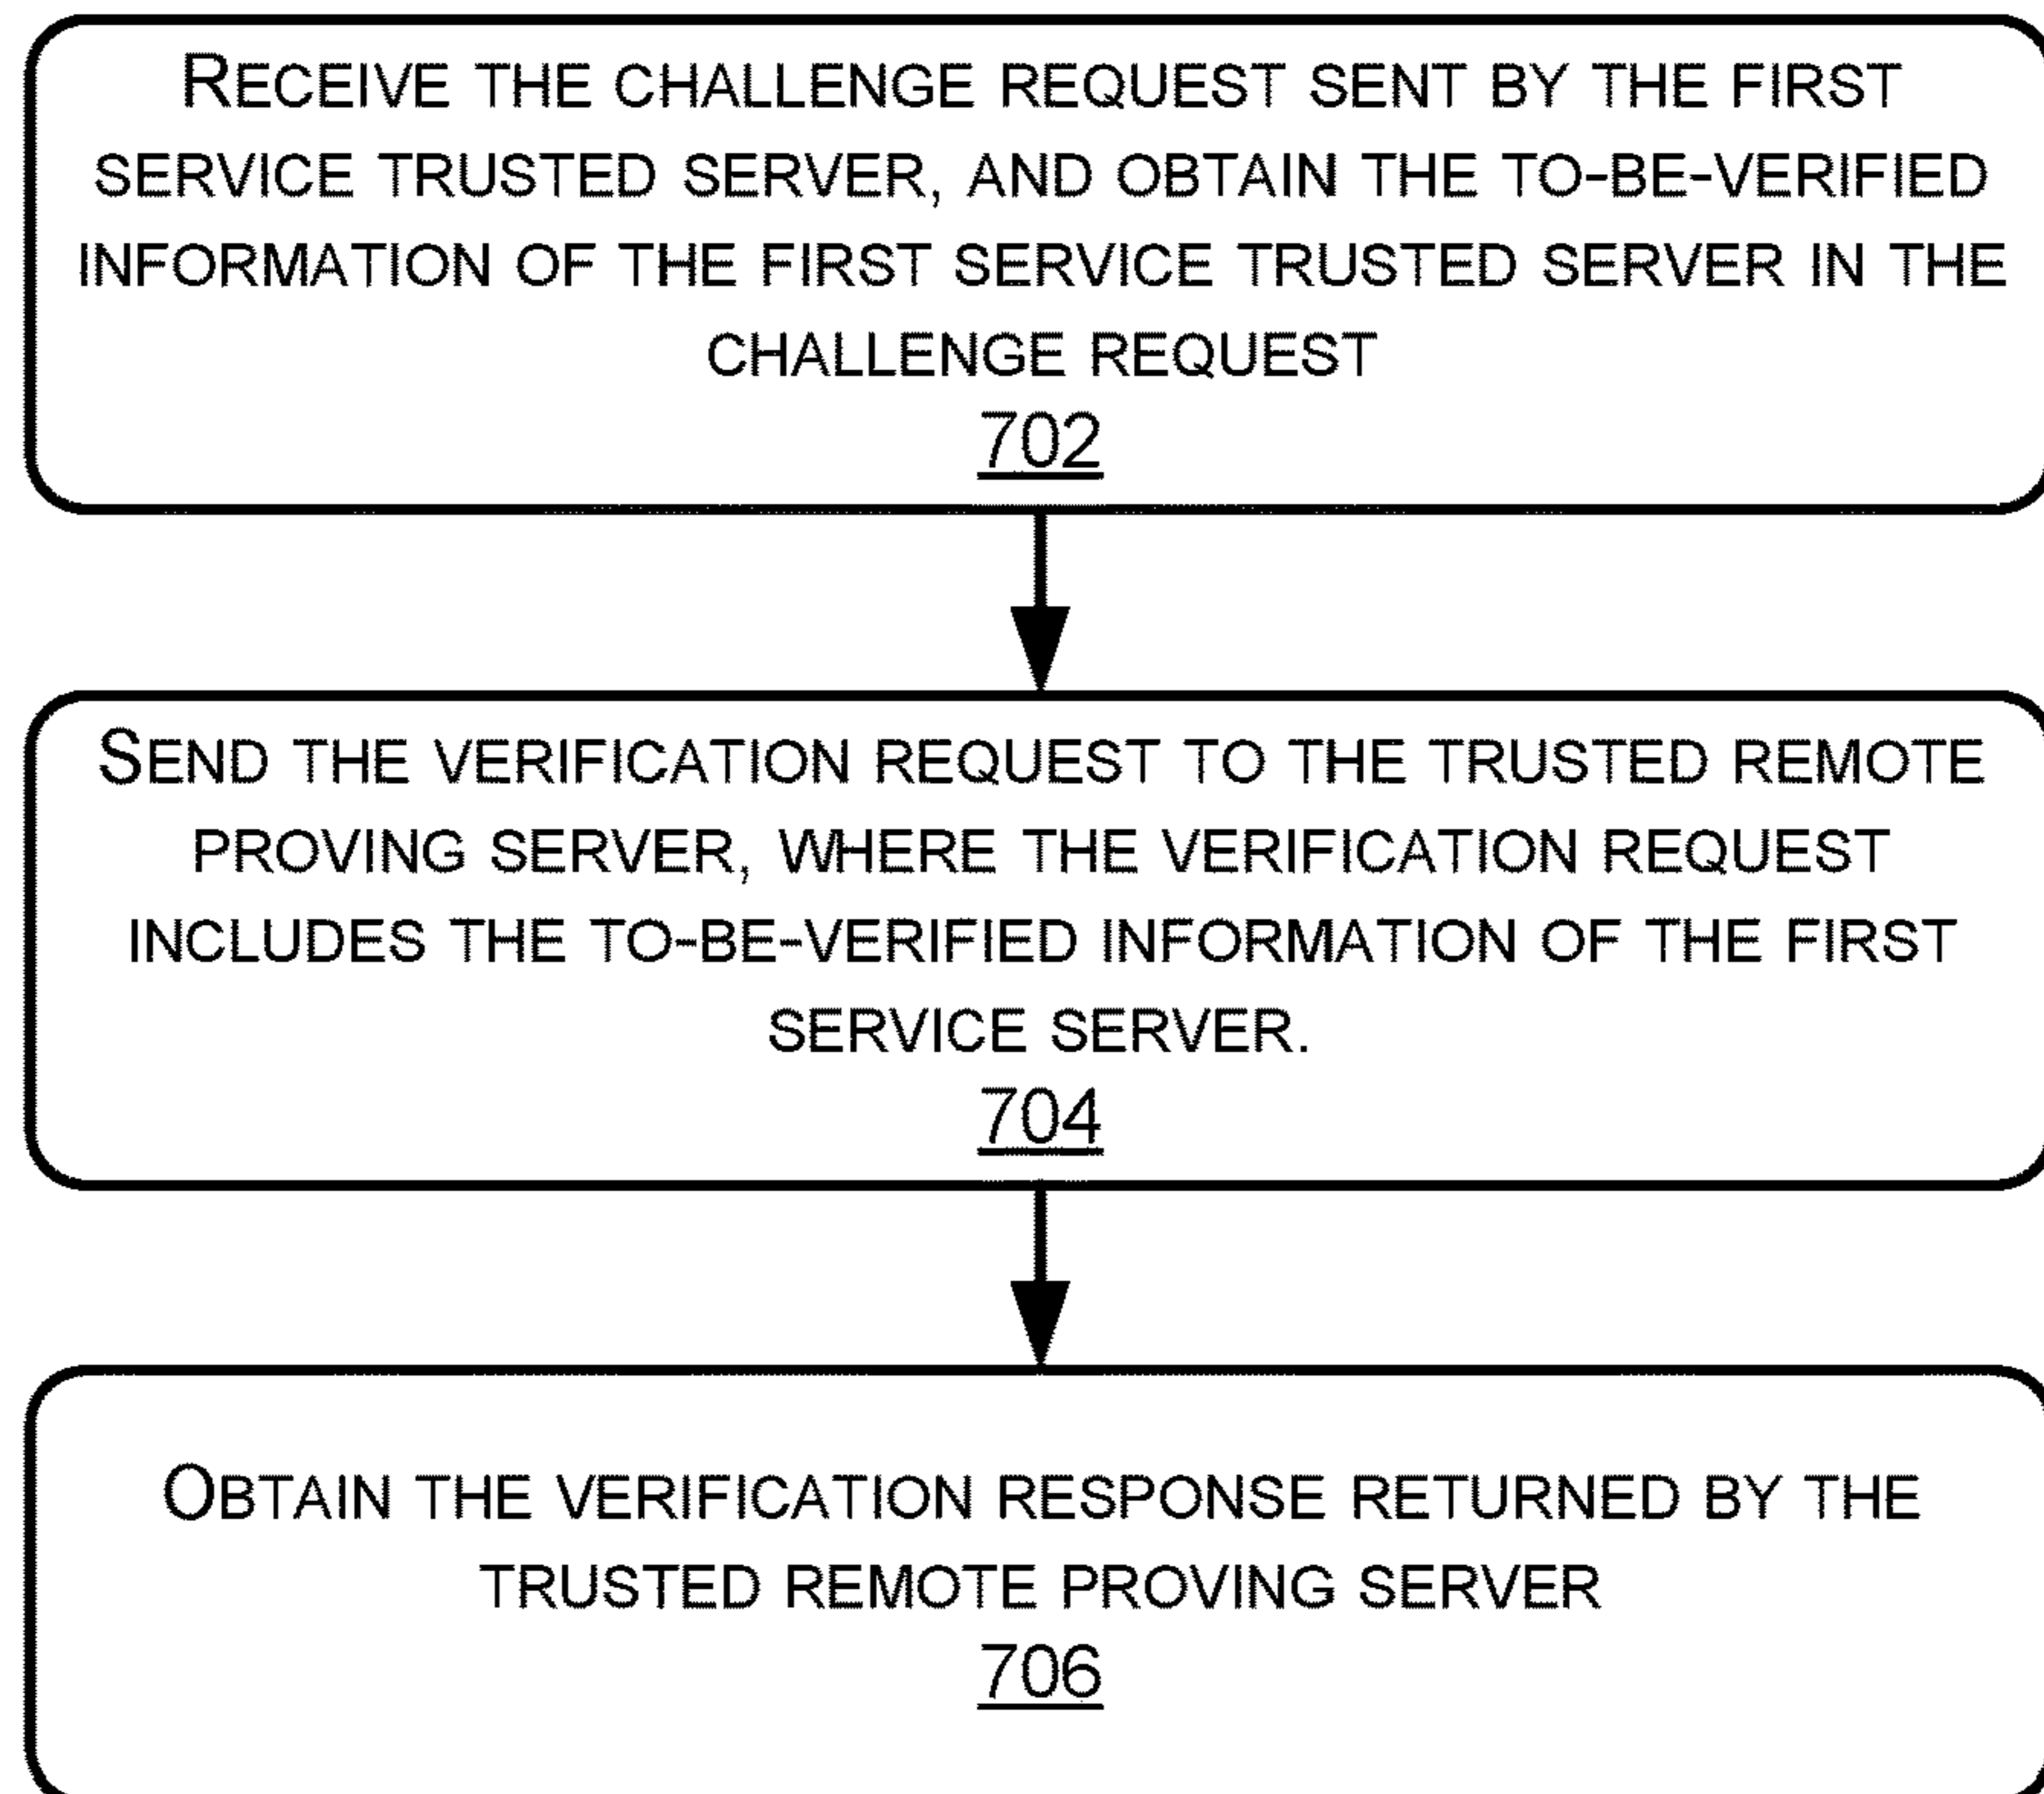 RECEIVE THE CHALLENGE REQUEST SENT BY THE FIRST
SERVICE TRUSTED SERVER, AND OBTAIN THE TO-BE-VERIFIED
INFORMATION OF THE FIRST SERVICE TRUSTED SERVER IN THE
CHALLENGE REQUEST
702
SEND THE VERIFICATION REQUEST TO THE TRUSTED REMOTE
PROVING SERVER, WHERE THE VERIFICATION REQUEST
INCLUDES THE TO-BE-VERIFIED INFORMATION OF THE FIRST
SERVICE SERVER.
704
OBTAIN THE VERIFICATION RESPONSE RETURNED BY THE
TRUSTED REMOTE PROVING SERVER
706